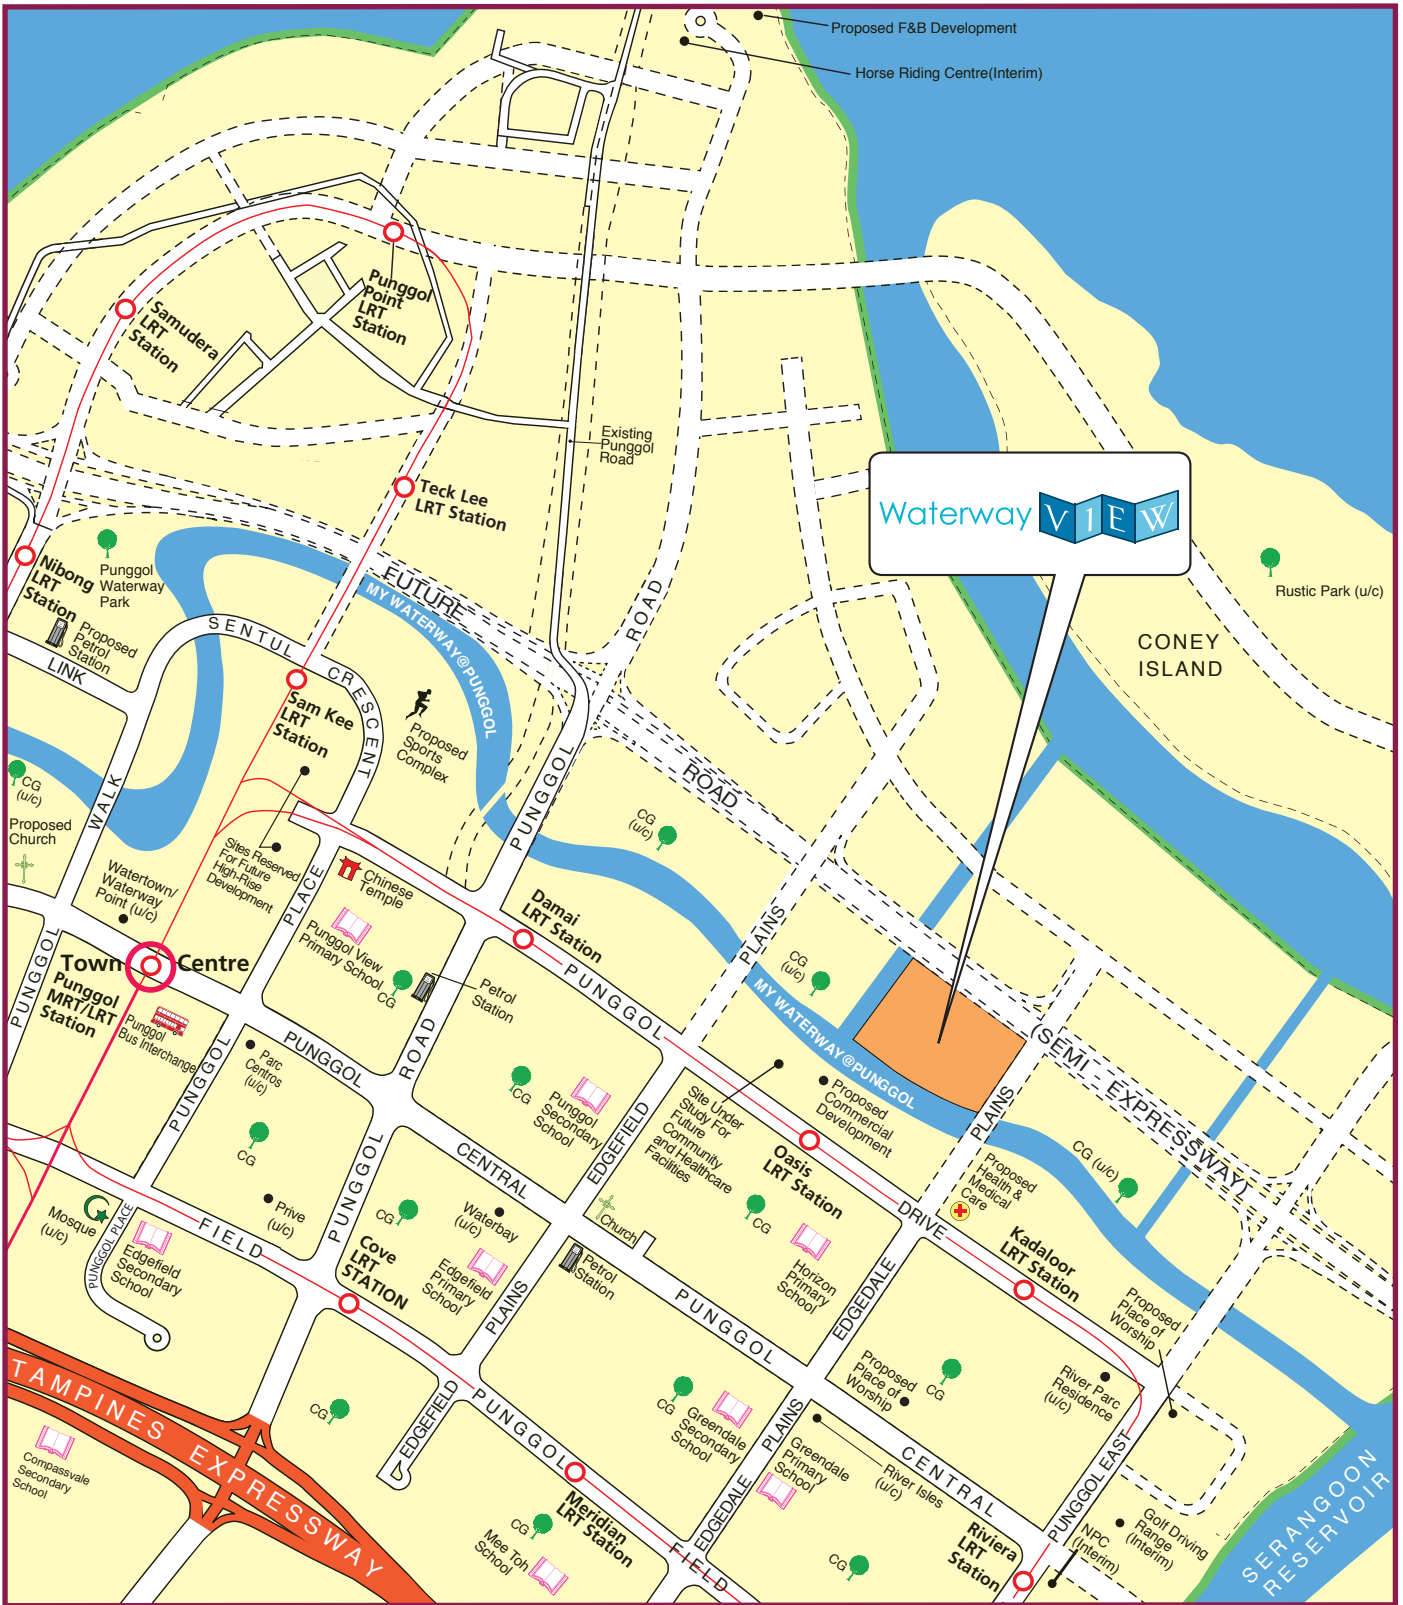 Proposed F&B Development
Horse Riding Centre(Interim)
Punggol
Point
LRT
Station
Samudera
LRT
Station
Existing
Punggol
Road
Teck Lee
LRT Station
Waterway VIEW
Nibong
LRT
Station
Punggol
Waterway
Park
Proposed
Petrol
Station
LINK
FUTURE
MY WATERWAY@PUNGGOL
ROAD
Rustic Park (u/c)
CONEY
ISLAND
SENTUL
CRESCENT
Sam Kee
LRT
Station
Proposed
Sports
Complex
PUNGGOL
ROAD
CG
(u/c)
CG
(u/c)
WALK
Proposed
Church
Sites Reserved
For Future
High-Rise
Development
Watertown/
Waterway
Point (u/c)
PLACE
Chinese
Temple
Punggol View
Primary School
CG
Damai
LRT Station
Petrol
Station
PLAINS
CG
(u/c)
PUNGGOL
Town Centre
Punggol
MRT/LRT
Station
Punggol
Bus Interchange
PUNGGOL
PUNGGOL
MY WATERWAY@PUNGGOL
(SEMI - EXPRESSWAY)
Parc
Centros
(u/c)
PUNGGOL
ROAD
PUNGGOL
CG
Punggol
Secondary
School
EDGEFIELD
Site Under
Study For
Future
Community
and Healthcare
Facilities
Proposed
Commercial
Development
Oasis
LRT Station
PLAINS
Proposed
Health &
Medical
Care
CG (u/c)
CG
CENTRAL
CG
Waterbay
(u/c)
Church
CG
Horizon
Primary
School
DRIVE
Kadaloor
LRT Station
Mosque
(u/c)
PUNGGOL PLACE
Edgefield
Secondary
School
FIELD
Prive
(u/c)
Cove
LRT
STATION
Edgefield
Primary
School
PLAINS
Petrol
Station
PUNGGOL
EDGEDALE
Proposed
Place of
Worship
Proposed
Place of
Worship
CG
River Parc
Residence
(u/c)
TAMPINES EXPRESSWAY
Compassvale
Secondary
School
CG
EDGEFIELD
PUNGGOL
CG
Greendale
Secondary
School
PLAINS
Greendale
Primary
School
River Isles
(u/c)
CENTRAL
PUNGGOL EAST
Meridian
LRT Station
EDGEDALE
FIELD
CG
Mee Toh
School
CG
Riviera
LRT
Station
NPC
(Interim)
Golf Driving
Range
(Interim)
SERANGOON
RESERVOIR